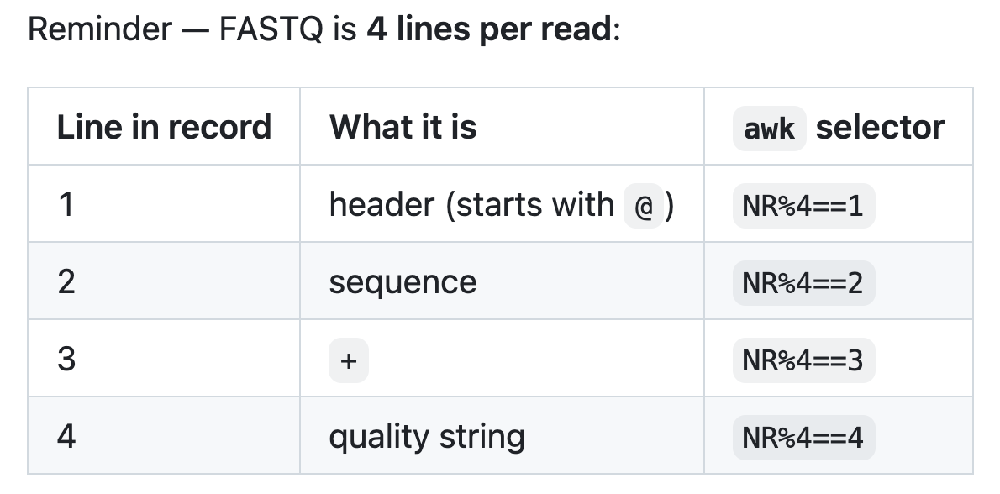 Reminder — FASTQ is 4 lines per read:
Line in record What it is awk selector
1 header (starts with @) NR%4==1
2 sequence NR%4==2
3 + NR%4==3
4 quality string NR%4==4